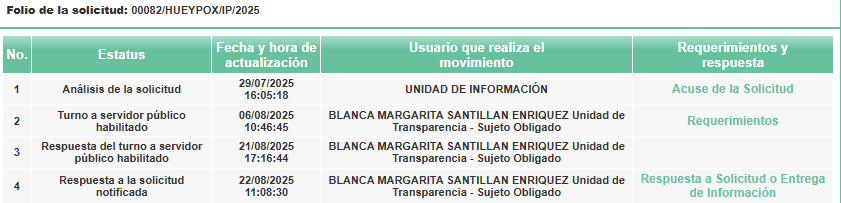 Folio de la solicitud: 00082/HUEYPOX/IP/2025
No. Estatus Fecha y hora de actualización Usuario que realiza el movimiento Requerimientos y respuesta
1 Análisis de la solicitud 29/07/2025 16:05:18 UNIDAD DE INFORMACIÓN Acuse de la Solicitud
2 Turno a servidor público habilitado 06/08/2025 10:46:45 BLANCA MARGARITA SANTILLAN ENRIQUEZ Unidad de Transparencia - Sujeto Obligado Requerimientos
3 Respuesta del turno a servidor público habilitado 21/08/2025 17:16:44 BLANCA MARGARITA SANTILLAN ENRIQUEZ Unidad de Transparencia - Sujeto Obligado
4 Respuesta a la solicitud notificada 22/08/2025 11:08:30 BLANCA MARGARITA SANTILLAN ENRIQUEZ Unidad de Transparencia - Sujeto Obligado Respuesta a Solicitud o Entrega de Información